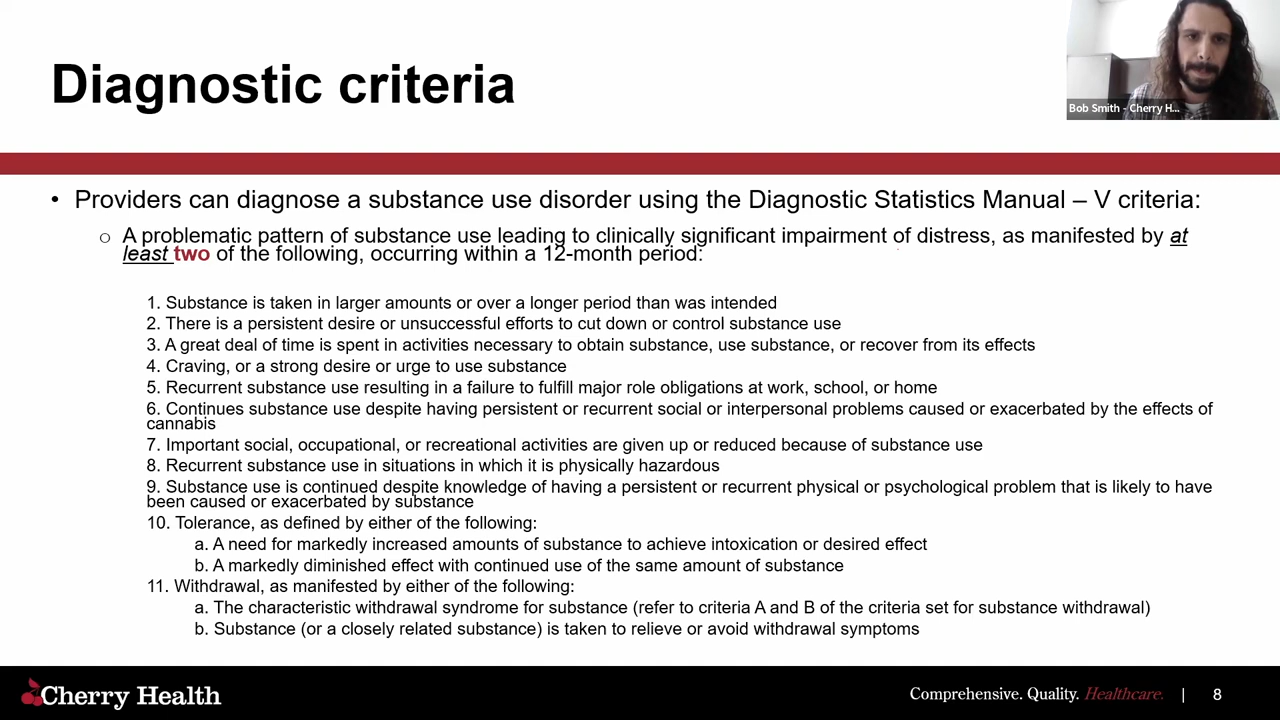 Diagnostic criteria
Bob Smith - Cherry H...
• Providers can diagnose a substance use disorder using the Diagnostic Statistics Manual – V criteria:
○ A problematic pattern of substance use leading to clinically significant impairment of distress, as manifested by at
least two of the following, occurring within a 12-month period:
1. Substance is taken in larger amounts or over a longer period than was intended
2. There is a persistent desire or unsuccessful efforts to cut down or control substance use
3. A great deal of time is spent in activities necessary to obtain substance, use substance, or recover from its effects
4. Craving, or a strong desire or urge to use substance
5. Recurrent substance use resulting in a failure to fulfill major role obligations at work, school, or home
6. Continues substance use despite having persistent or recurrent social or interpersonal problems caused or exacerbated by the effects of
cannabis
7. Important social, occupational, or recreational activities are given up or reduced because of substance use
8. Recurrent substance use in situations in which it is physically hazardous
9. Substance use is continued despite knowledge of having a persistent or recurrent physical or psychological problem that is likely to have
been caused or exacerbated by substance
10. Tolerance, as defined by either of the following:
a. A need for markedly increased amounts of substance to achieve intoxication or desired effect
b. A markedly diminished effect with continued use of the same amount of substance
11. Withdrawal, as manifested by either of the following:
a. The characteristic withdrawal syndrome for substance (refer to criteria A and B of the criteria set for substance withdrawal)
b. Substance (or a closely related substance) is taken to relieve or avoid withdrawal symptoms
Cherry Health
Comprehensive. Quality. Healthcare. | 8